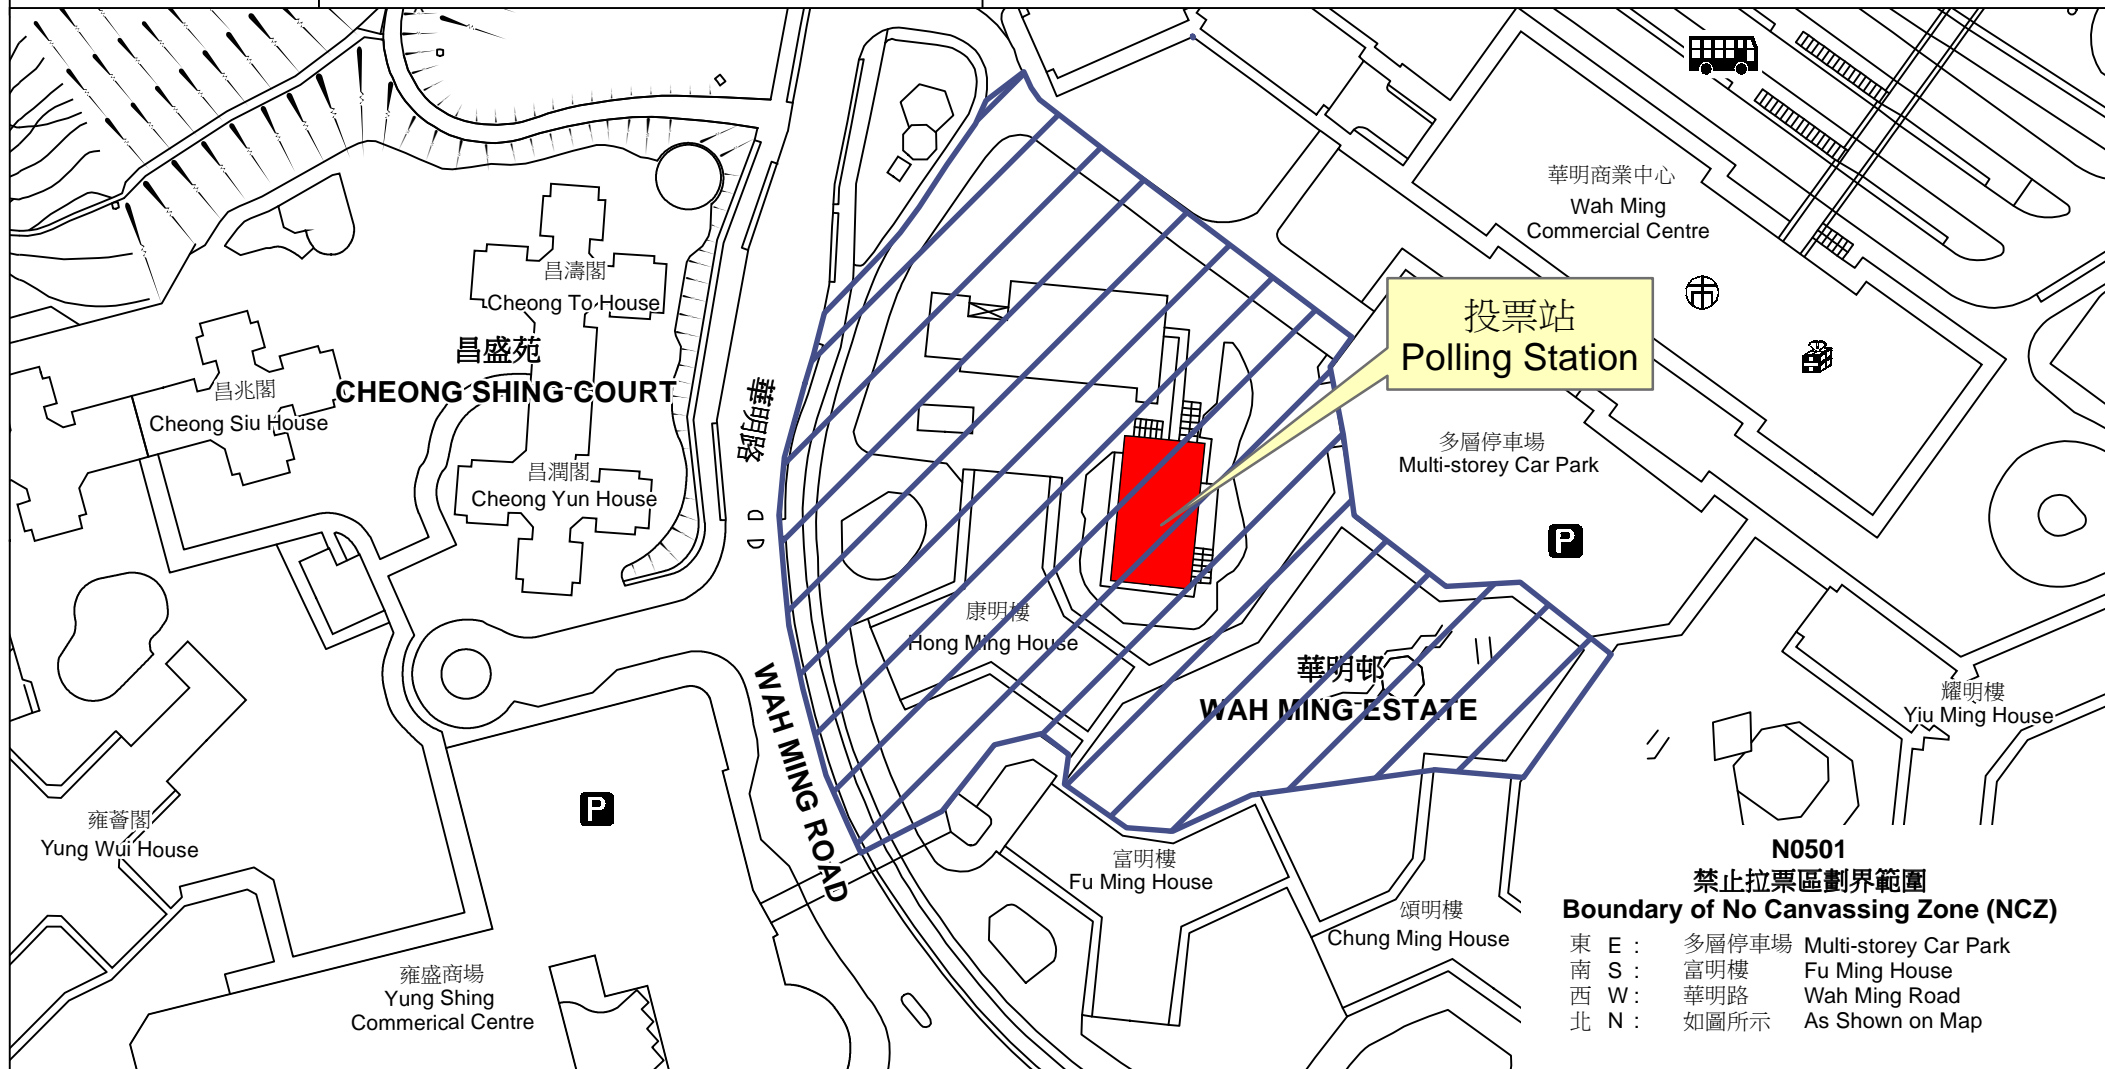 華明商業中心
Wah Ming
Commercial Centre
昌濤閣
Cheong To House
投票站
Polling Station
昌盛苑
CHEONG SHING COURT
昌兆閣
Cheong Siu House
華明路
多層停車場
Multi-storey Car Park
昌潤閣
Cheong Yun House
P
康明樓
Hong Ming House
華明邨
WAH MING ESTATE
耀明樓
Yiu Ming House
WAH MING ROAD
P
雍薈閣
Yung Wui House
富明樓
Fu Ming House
頌明樓
Chung Ming House
雍盛商場
Yung Shing
Commerical Centre
N0501
禁止拉票區劃界範圍
Boundary of No Canvassing Zone (NCZ)
東 E : 多層停車場 Multi-storey Car Park
南 S : 富明樓 Fu Ming House
西 W : 華明路 Wah Ming Road
北 N : 如圖所示 As Shown on Map